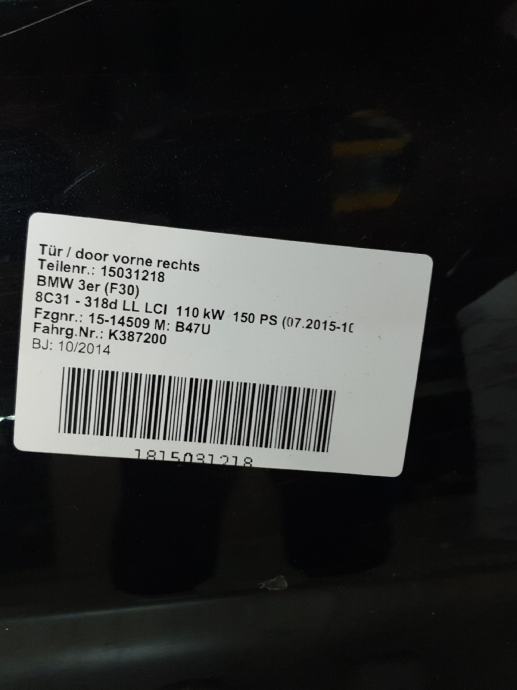 Tür / door vorne rechts
Teilenr.: 15031218
BMW 3er (F30)
8C31 - 318d LL LCI 110 kW 150 PS (07.2015-10
Fzgnr.: 15-14509 M: B47U
Fahrg.Nr.: K387200
BJ: 10/2014
1815031218